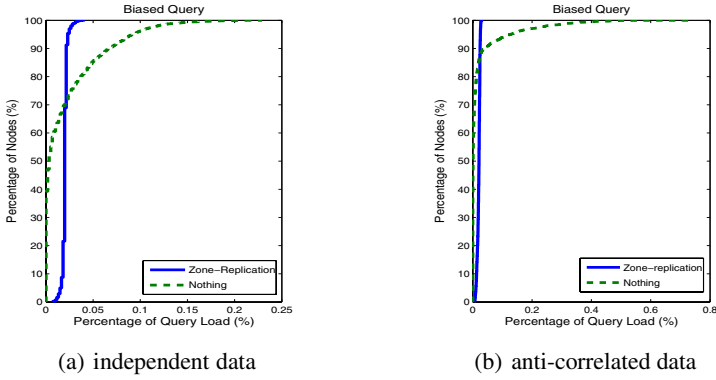 Biased Query
100
90
80
70
60
50
40
30
20
10
0
Percentage of Nodes (%)
Zone-Replication
Nothing
0 0.05 0.1 0.15 0.2 0.25
Percentage of Query Load (%)
(a) independent data
Biased Query
100
90
80
70
60
50
40
30
20
10
0
Percentage of Nodes (%)
Zone-replication
Nothing
0 0.2 0.4 0.6 0.8
Percentage of Query Load (%)
(b) anti-correlated data